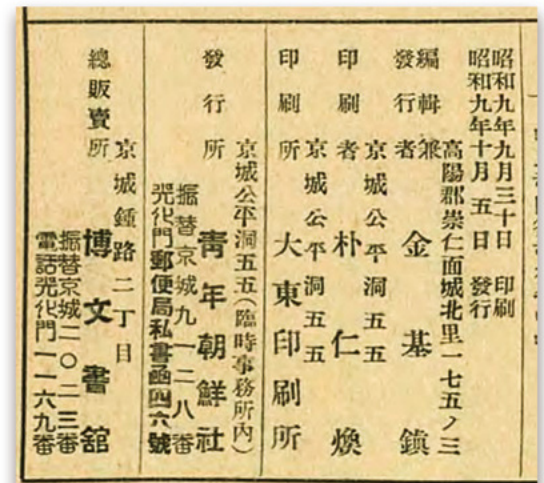 昭和九年九月三十日 印刷
昭和九年十月五日 發行
高陽郡崇仁面城北里一七五ノ三
編輯兼發行者 金基鎭
京城公平洞五五
印刷者 朴仁煥
京城公平洞五五
印刷所 大東印刷所
京城公平洞五五(臨時事務所內)
發行所 靑年朝鮮社
振替京城九一二八番
光化門郵便局私書函四六號
京城鍾路二丁目
總販賣所 博文書舘
振替京城二〇二三番
電話光化門一一六九番